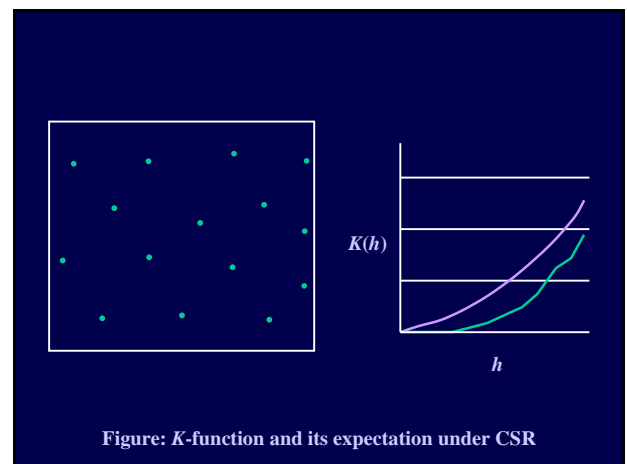 K(h)
h
Figure: K-function and its expectation under CSR